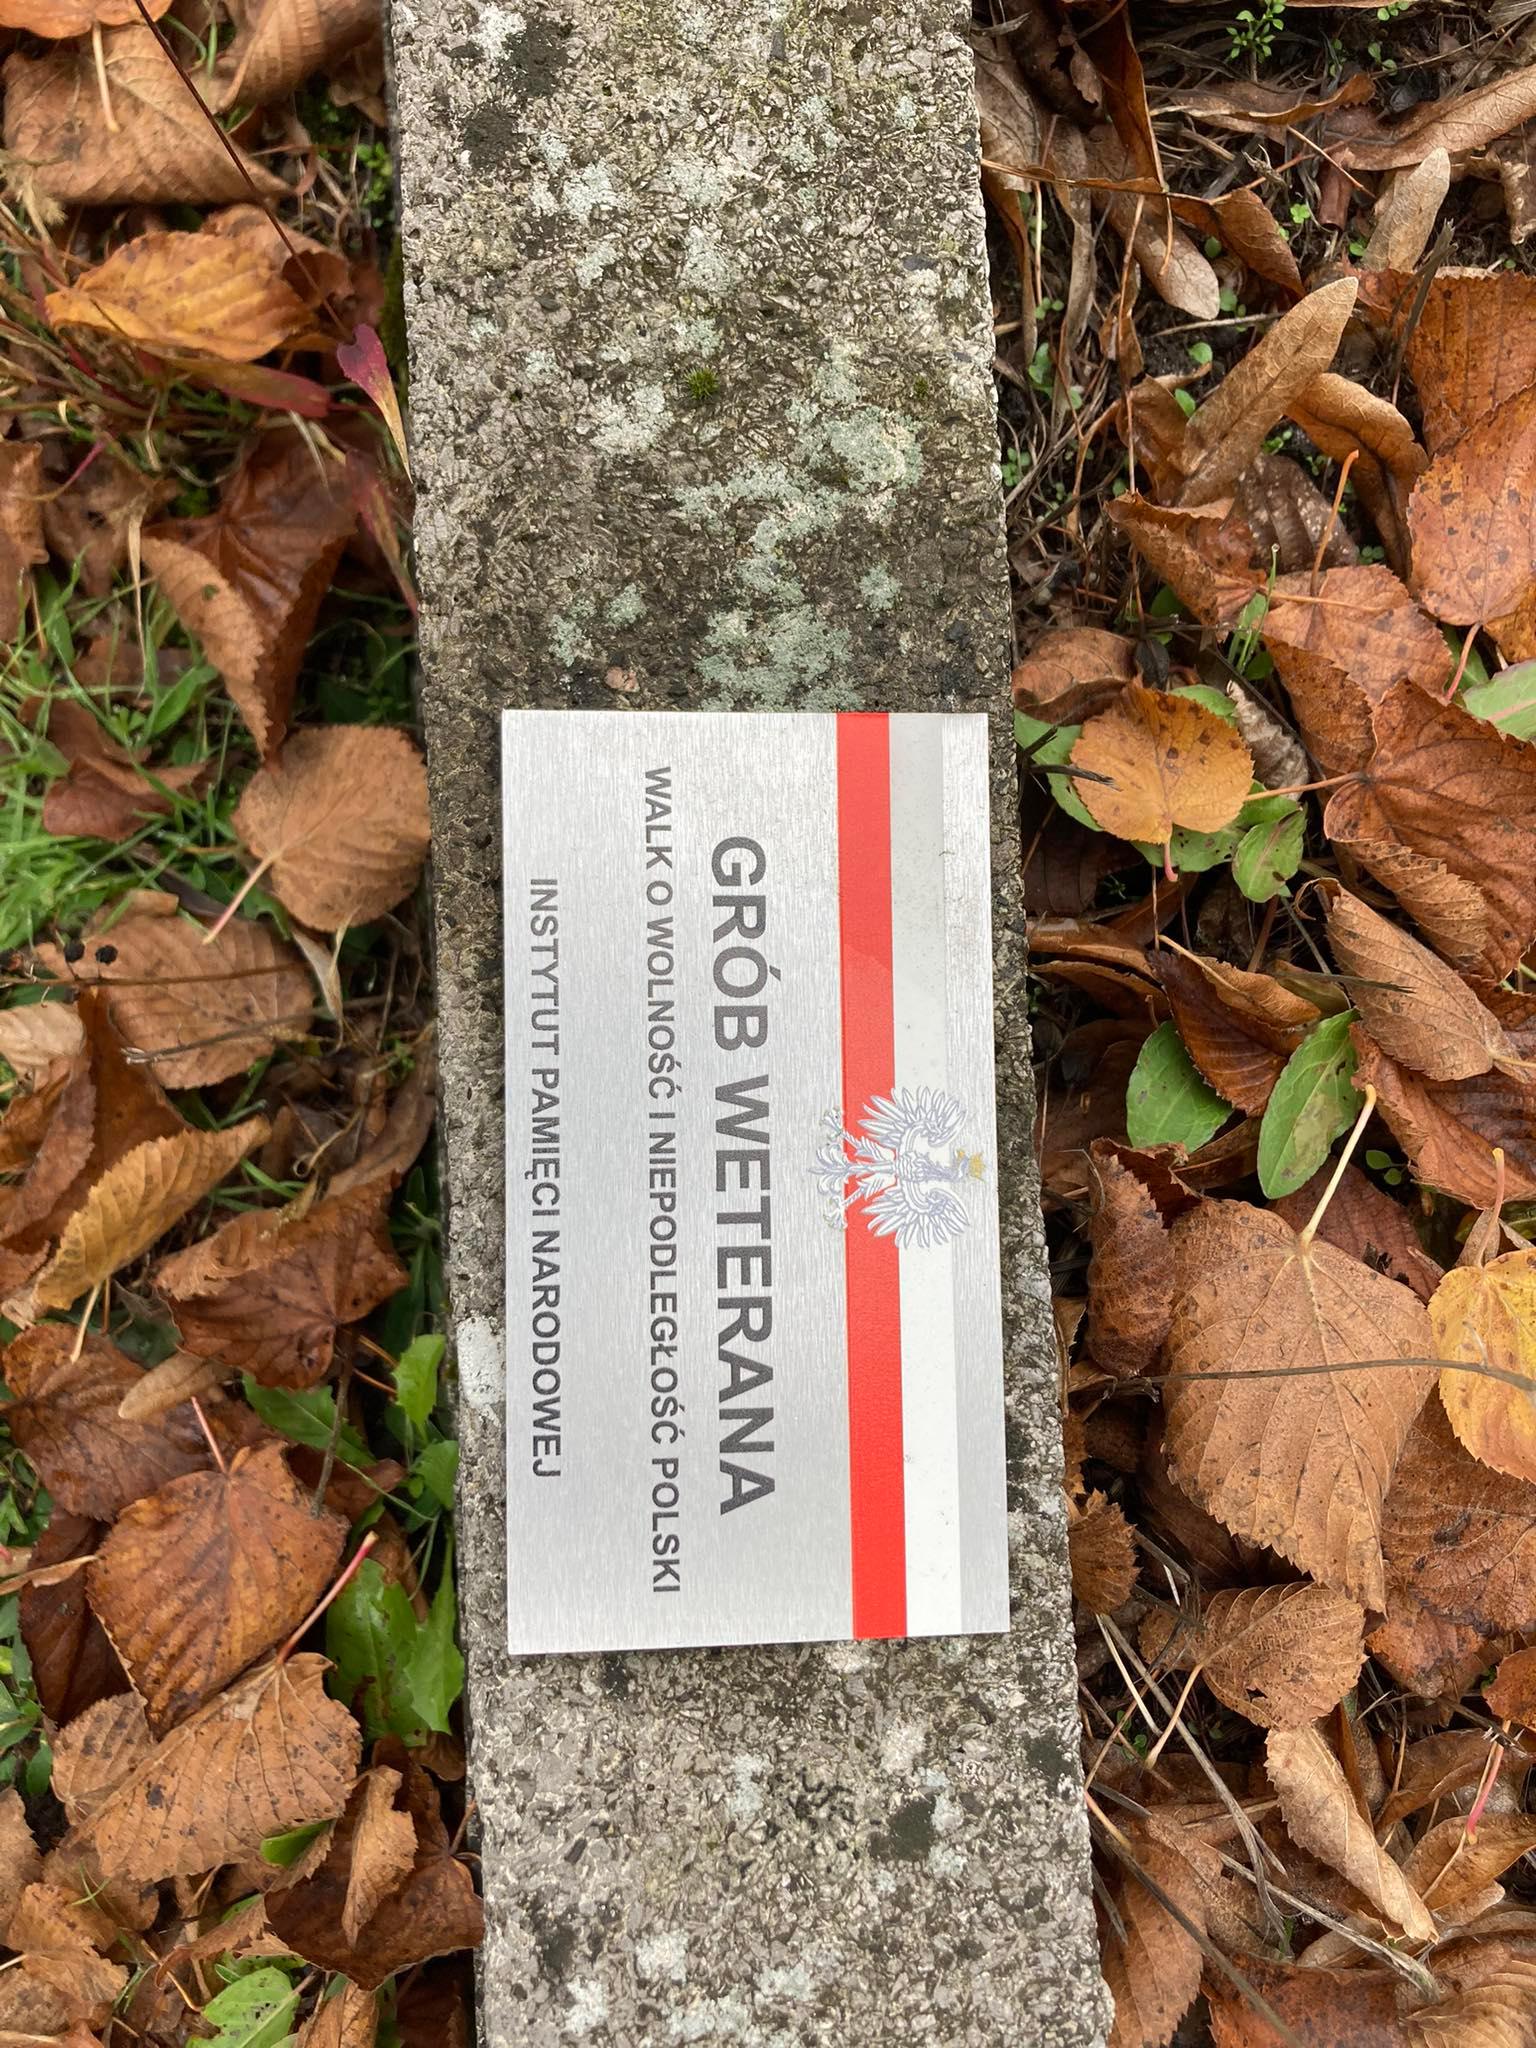 GRÓB WETERANA
WALK O WOLNOŚĆ I NIEPODLEGŁOŚĆ POLSKI
INSTYTUT PAMIĘCI NARODOWEJ